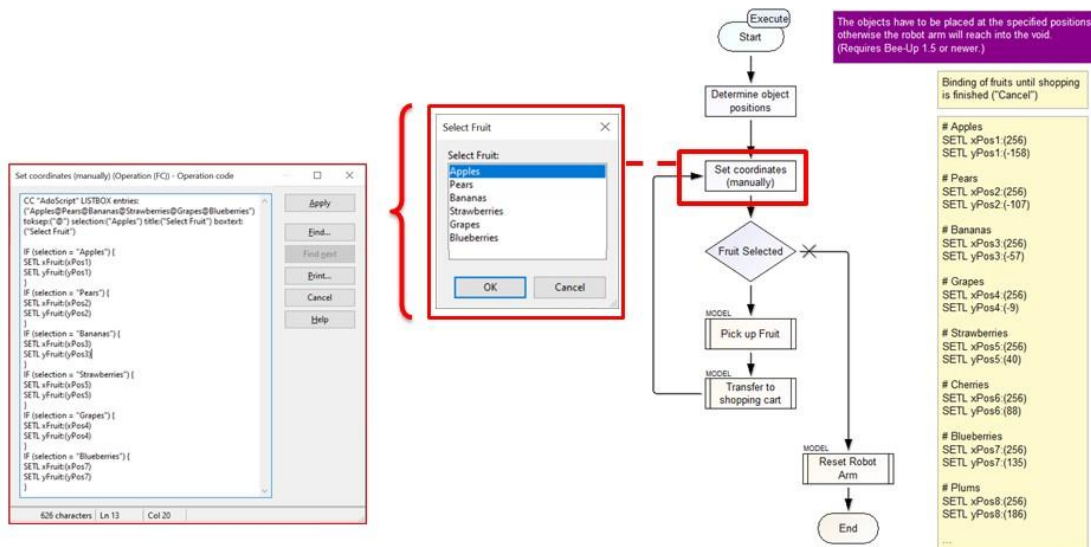 Set coordinates (manually) (Operation (FC)) - Operation code
CC "AdoScript" LISTBOX entries:
("Apples@Pears@Bananas@Strawberries@Grapes@Blueberries")
toksep:("@") selection:("Apples") title:("Select Fruit") boxtext:
("Select Fruit")
IF (selection = "Apples") {
SETL xFruit:(xPos1)
SETL yFruit:(yPos1)
}
IF (selection = "Pears") {
SETL xFruit:(xPos2)
SETL yFruit:(yPos2)
}
IF (selection = "Bananas") {
SETL xFruit:(xPos3)
SETL yFruit:(yPos3)
}
IF (selection = "Strawberries") {
SETL xFruit:(xPos5)
SETL yFruit:(yPos5)
}
IF (selection = "Grapes") {
SETL xFruit:(xPos4)
SETL yFruit:(yPos4)
}
IF (selection = "Blueberries") {
SETL xFruit:(xPos7)
SETL yFruit:(yPos7)
}
Apply
Find...
Find next
Print...
Cancel
Help
626 characters
Ln 13
Col 20
Select Fruit
Select Fruit:
Apples
Pears
Bananas
Strawberries
Grapes
Blueberries
OK
Cancel
Execute
Start
Determine object
positions
Set coordinates
(manually)
Fruit Selected
MODEL
Pick up Fruit
MODEL
Transfer to
shopping cart
MODEL
Reset Robot
Arm
End
The objects have to be placed at the specified positions
otherwise the robot arm will reach into the void.
(Requires Bee-Up 1.5 or newer.)
Binding of fruits until shopping
is finished ("Cancel")
# Apples
SETL xPos1:(256)
SETL yPos1:(-158)
# Pears
SETL xPos2:(256)
SETL yPos2:(-107)
# Bananas
SETL xPos3:(256)
SETL yPos3:(-57)
# Grapes
SETL xPos4:(256)
SETL yPos4:(-9)
# Strawberries
SETL xPos5:(256)
SETL yPos5:(40)
# Cherries
SETL xPos6:(256)
SETL yPos6:(88)
# Blueberries
SETL xPos7:(256)
SETL yPos7:(135)
# Plums
SETL xPos8:(256)
SETL yPos8:(186)
...